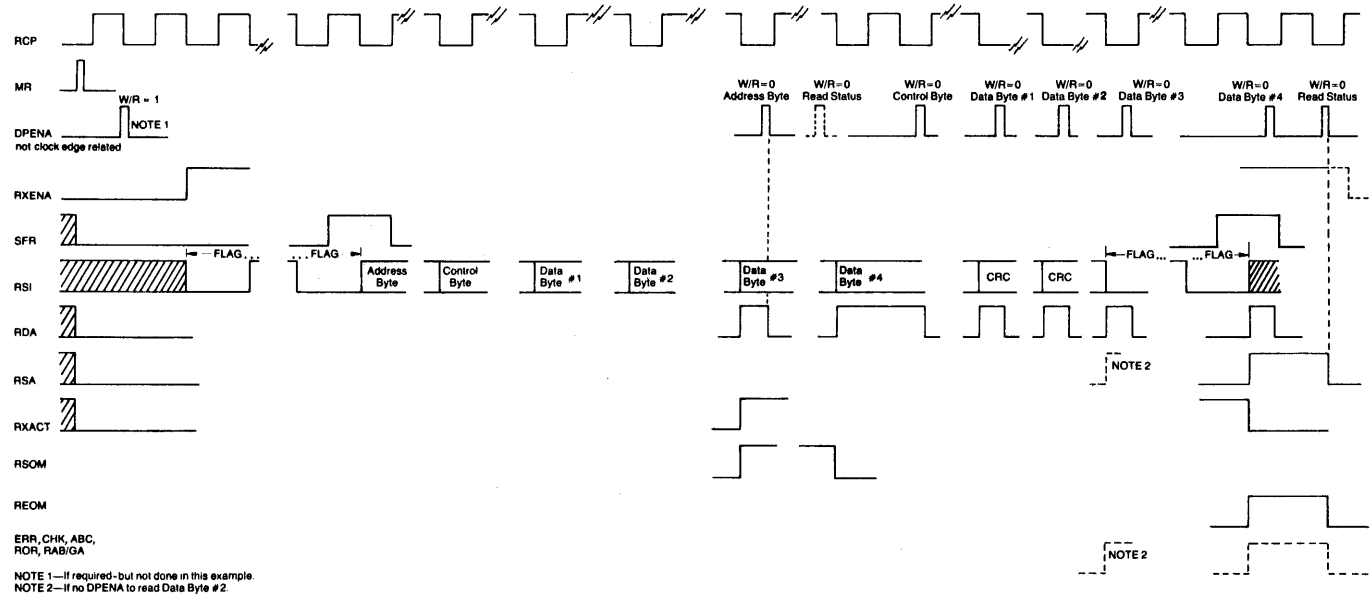 RCP
MR
W/R = 1
NOTE 1
DPENA
not clock edge related
W/R=0
Address Byte
W/R=0
Read Status
W/R=0
Control Byte
W/R=0
Data Byte #1
W/R=0
Data Byte #2
W/R=0
Data Byte #3
W/R=0
Data Byte #4
W/R=0
Read Status
RXENA
SFR
FLAG...
...FLAG
FLAG...
...FLAG
RSI
Address
Byte
Control
Byte
Data
Byte #1
Data
Byte #2
Data
Byte #3
Data
Byte #4
CRC
CRC
RDA
RSA
NOTE 2
RXACT
RSOM
REOM
ERR, CHK, ABC,
ROR, RAB/GA
NOTE 2
NOTE 1—If required-but not done in this example.
NOTE 2—If no DPENA to read Data Byte #2.